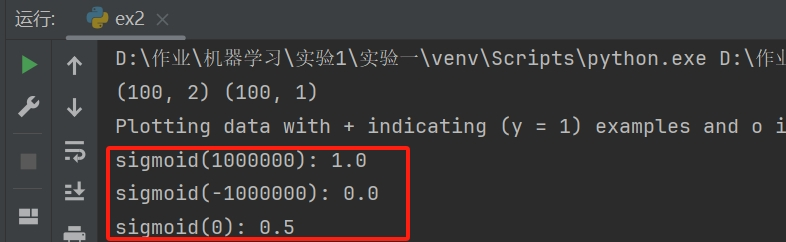 运行: ex2
D:\作业\机器学习\实验1\实验一\venv\Scripts\python.exe D:\作业
(100, 2) (100, 1)
Plotting data with + indicating (y = 1) examples and o i
sigmoid(1000000): 1.0
sigmoid(-1000000): 0.0
sigmoid(0): 0.5